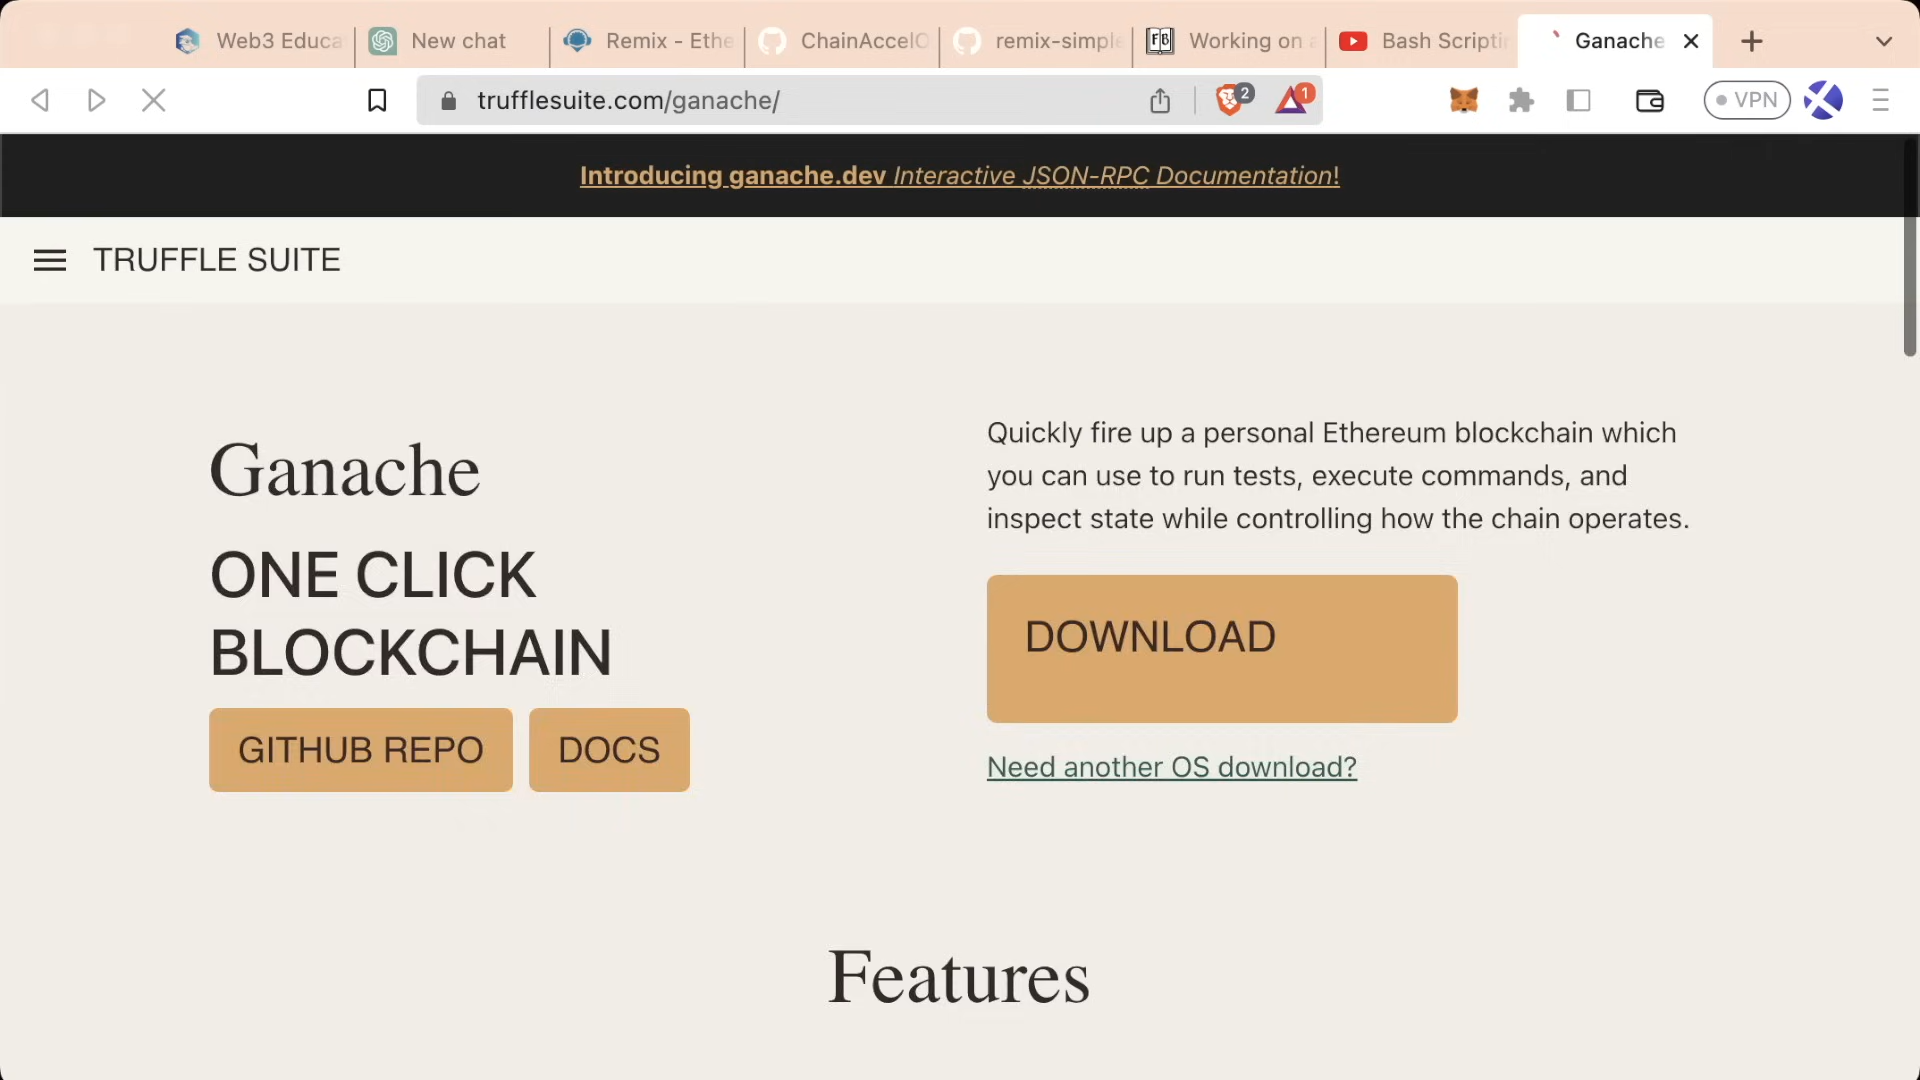 Web3 Educa
New chat
Remix - Ethe
ChainAccelO
remix-simple
Working on a
Bash Scriptin
Ganache
trufflesuite.com/ganache/
2
1
VPN
Introducing ganache.dev Interactive JSON-RPC Documentation!
TRUFFLE SUITE
Ganache
ONE CLICK
BLOCKCHAIN
GITHUB REPO
DOCS
Quickly fire up a personal Ethereum blockchain which
you can use to run tests, execute commands, and
inspect state while controlling how the chain operates.
DOWNLOAD
Need another OS download?
Features